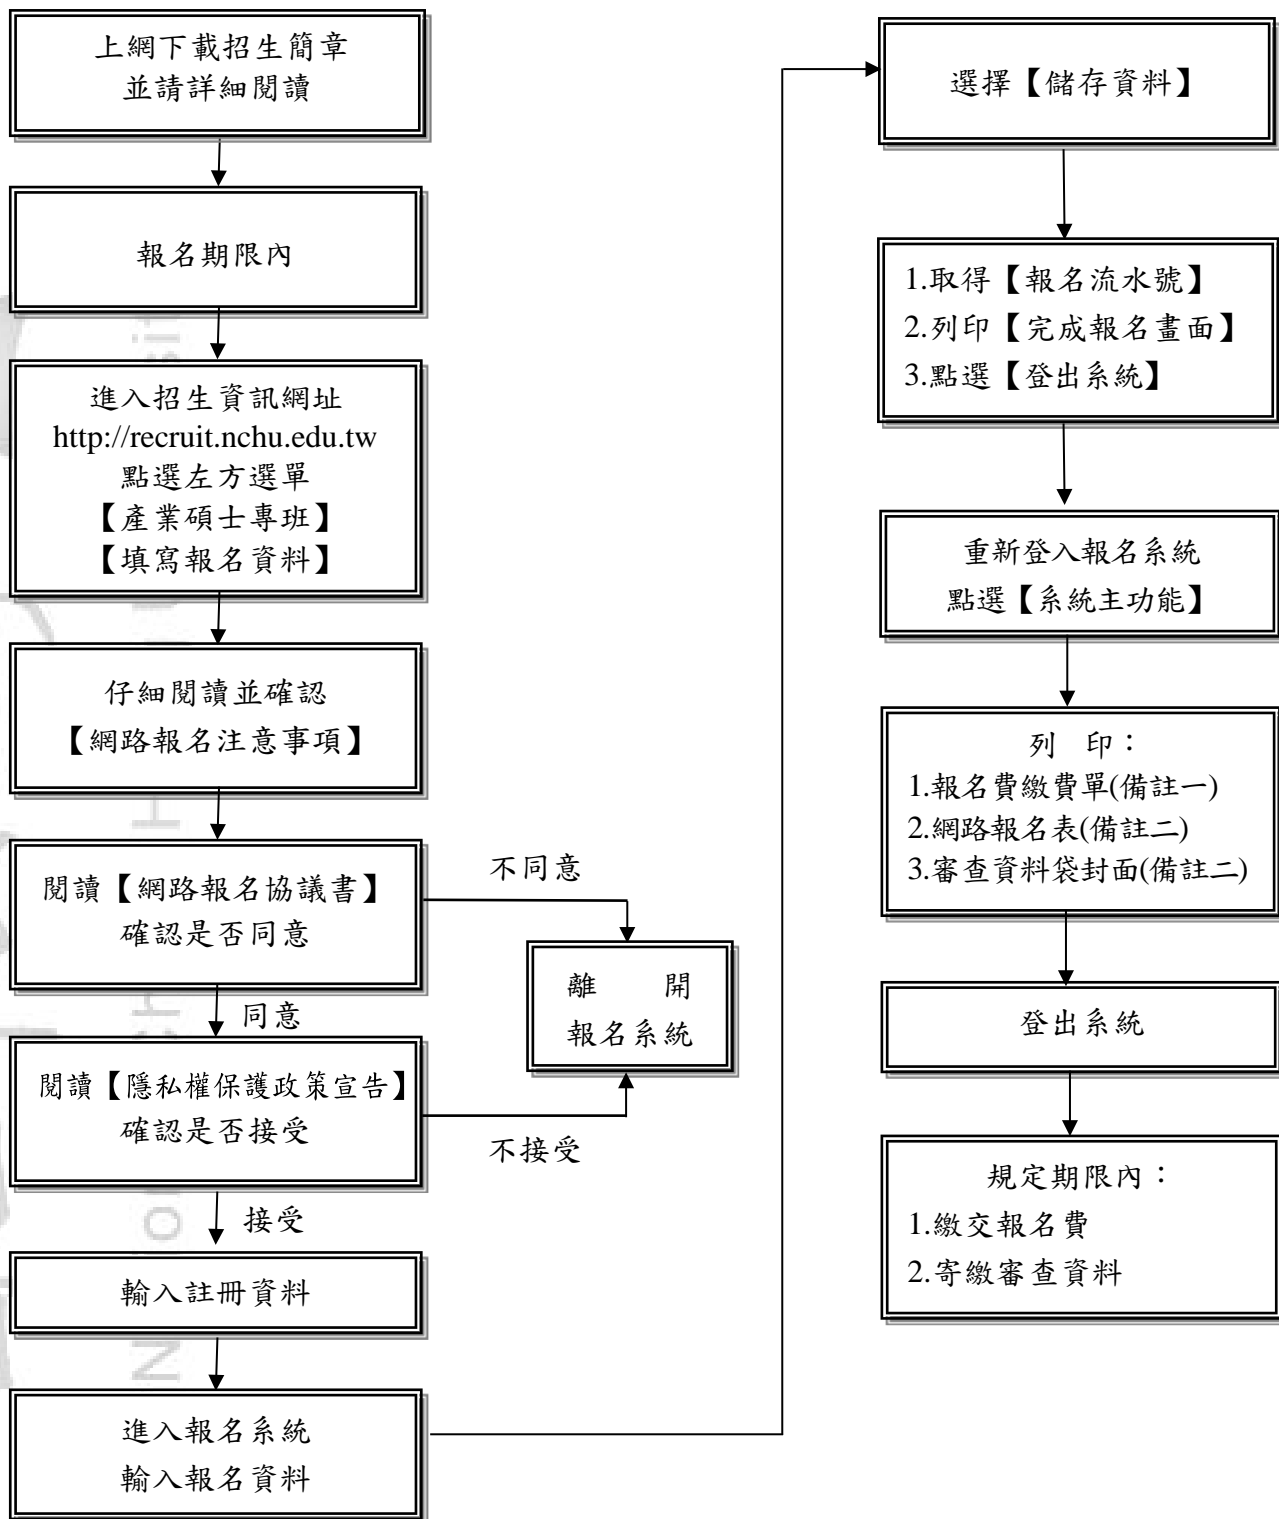 上網下載招生簡章
並請詳細閱讀
報名期限內
進入招生資訊網址
http://recruit.nchu.edu.tw
點選左方選單
【產業碩士專班】
【填寫報名資料】
仔細閱讀並確認
【網路報名注意事項】
閱讀【網路報名協議書】
確認是否同意
不同意
同意
離 開
報名系統
閱讀【隱私權保護政策宣告】
確認是否接受
不接受
接受
輸入註冊資料
進入報名系統
輸入報名資料
選擇【儲存資料】
1.取得【報名流水號】
2.列印【完成報名畫面】
3.點選【登出系統】
重新登入報名系統
點選【系統主功能】
列 印：
1.報名費繳費單(備註一)
2.網路報名表(備註二)
3.審查資料袋封面(備註二)
登出系統
規定期限內：
1.繳交報名費
2.寄繳審查資料